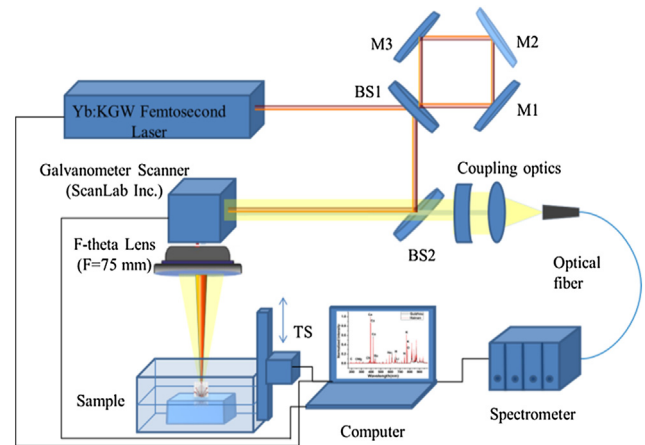 M3
M2
BS1
M1
Yb:KGW Femtosecond
Laser
Galvanometer Scanner
(ScanLab Inc.)
Coupling optics
BS2
F-theta Lens
(F=75 mm)
Optical
fiber
TS
Sample
Computer
Spectrometer